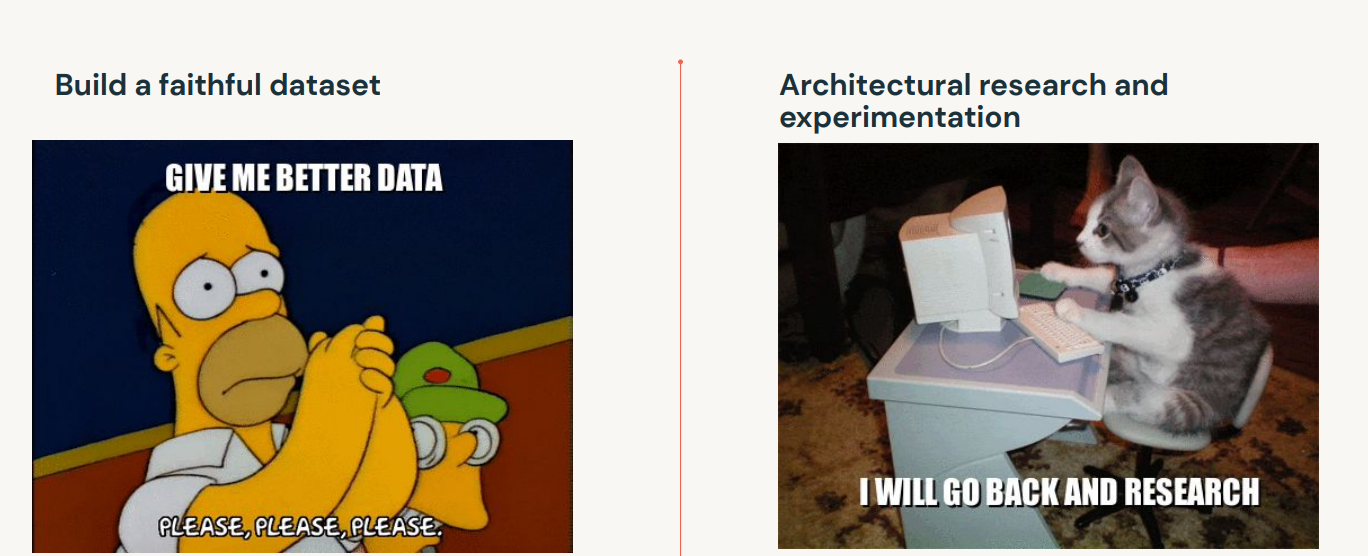 Build a faithful dataset
GIVE ME BETTER DATA
PLEASE, PLEASE, PLEASE.
Architectural research and
experimentation
I WILL GO BACK AND RESEARCH